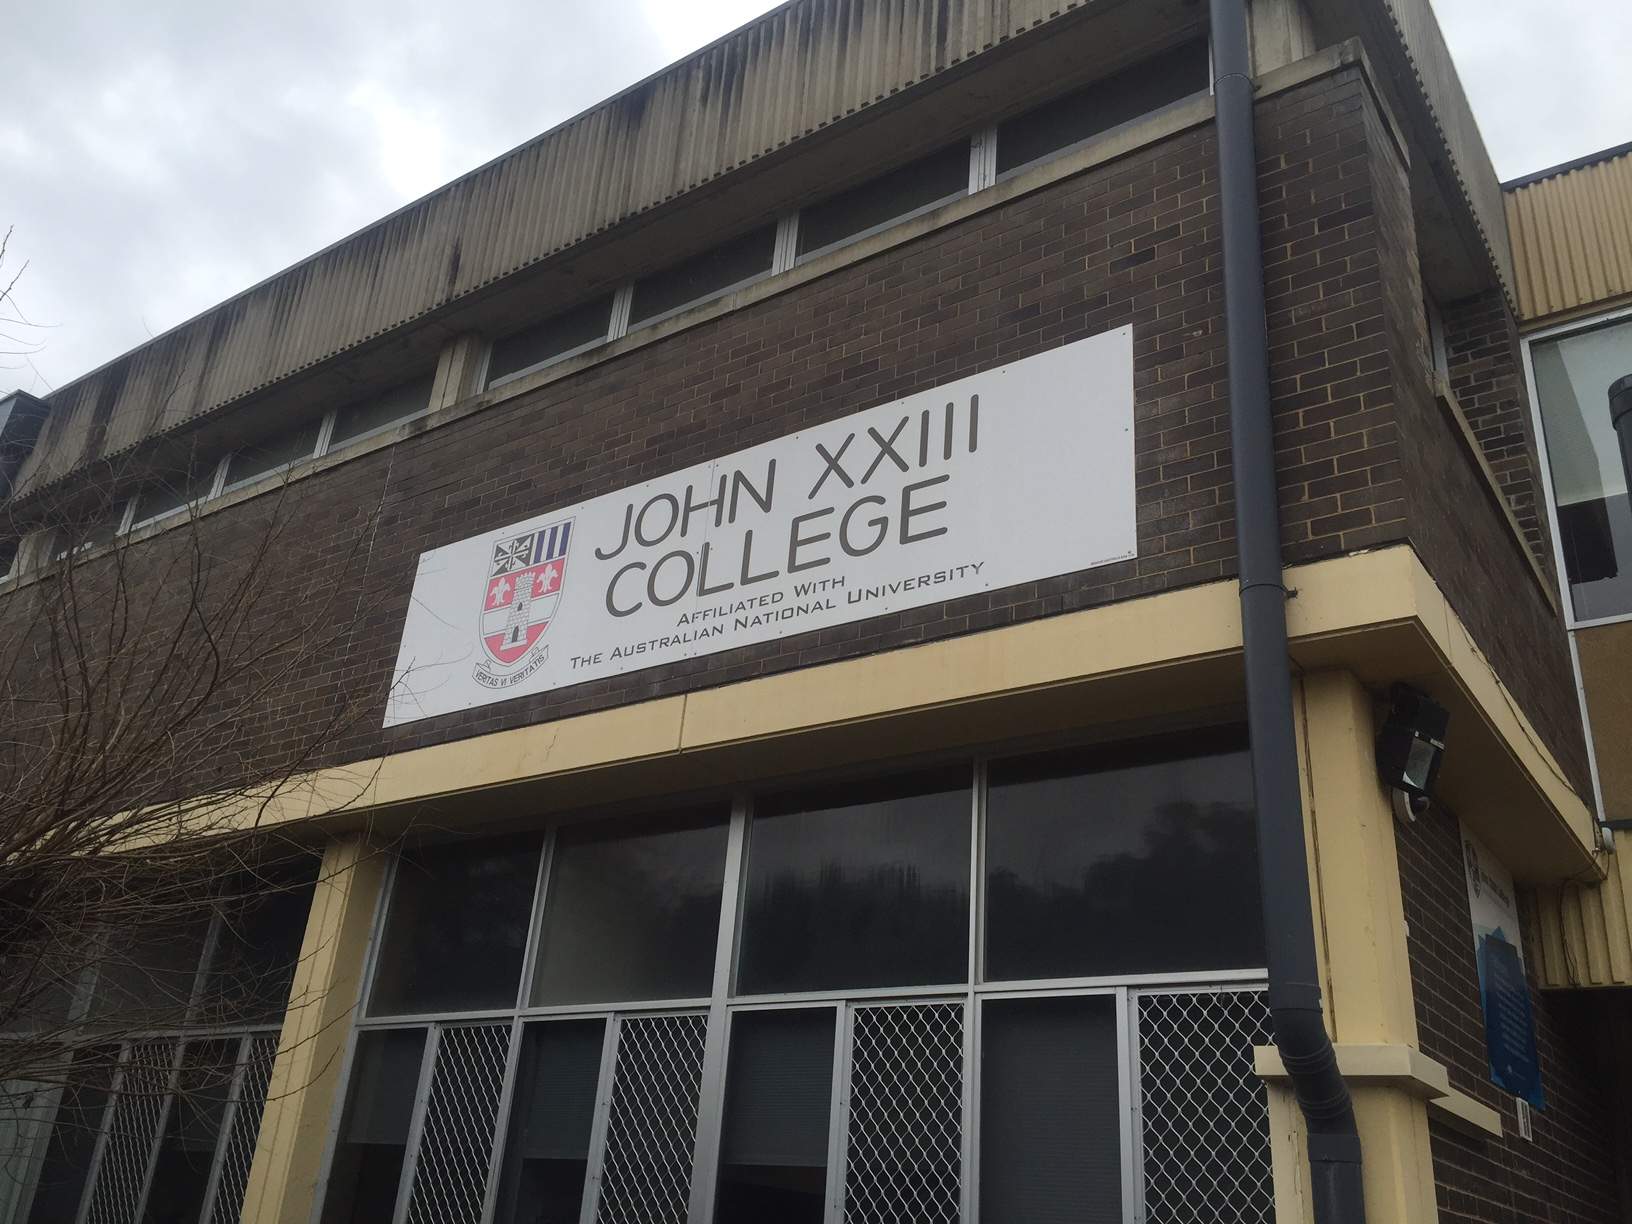 JOHN XXIII
COLLEGE
AFFILIATED WITH
THE AUSTRALIAN NATIONAL UNIVERSITY
VERITAS VI VERITATIS